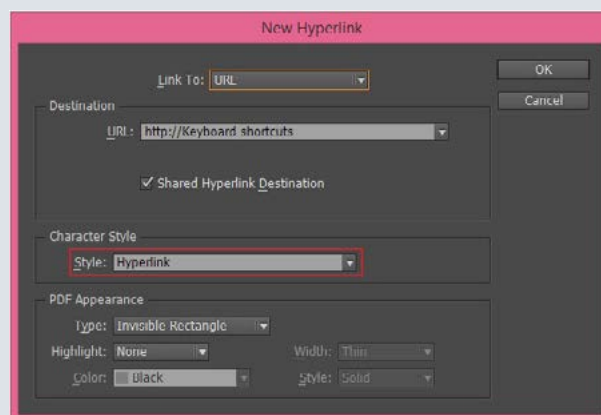 New Hyperlink
Link To: URL
OK
Cancel
Destination
URL: http://Keyboard shortcuts
Shared Hyperlink Destination
Character Style
Style: Hyperlink
PDF Appearance
Type: Invisible Rectangle
Highlight: None Width: Thin
Color: Black Style: Solid